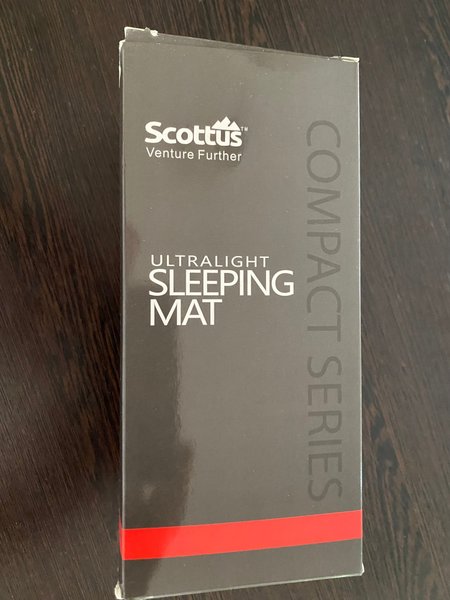 Scottus™
Venture Further
ULTRALIGHT
SLEEPING
MAT
COMPACT SERIES